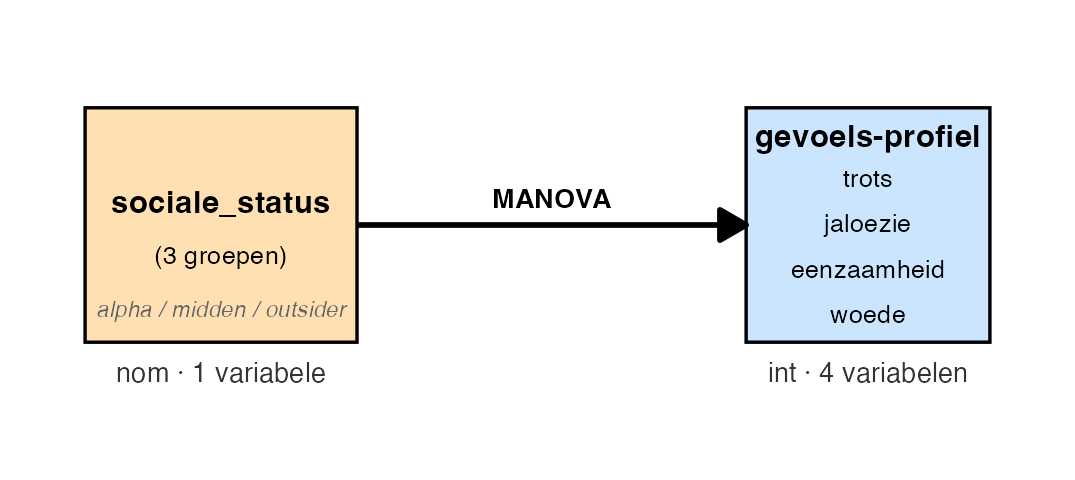 sociale_status
(3 groepen)
alpha / midden / outsider
nom · 1 variabele
MANOVA
gevoels-profiel
trots
jaloezie
eenzaamheid
woede
int · 4 variabelen